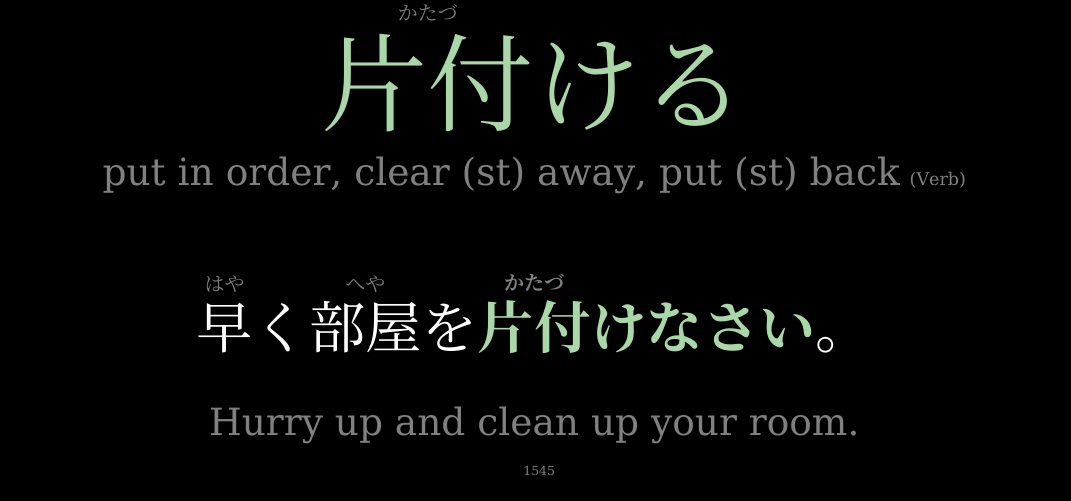 かたづ
片付ける
put in order, clear (st) away, put (st) back (Verb)
はや へや かたづ
早く部屋を片付けなさい。
Hurry up and clean up your room.
1545